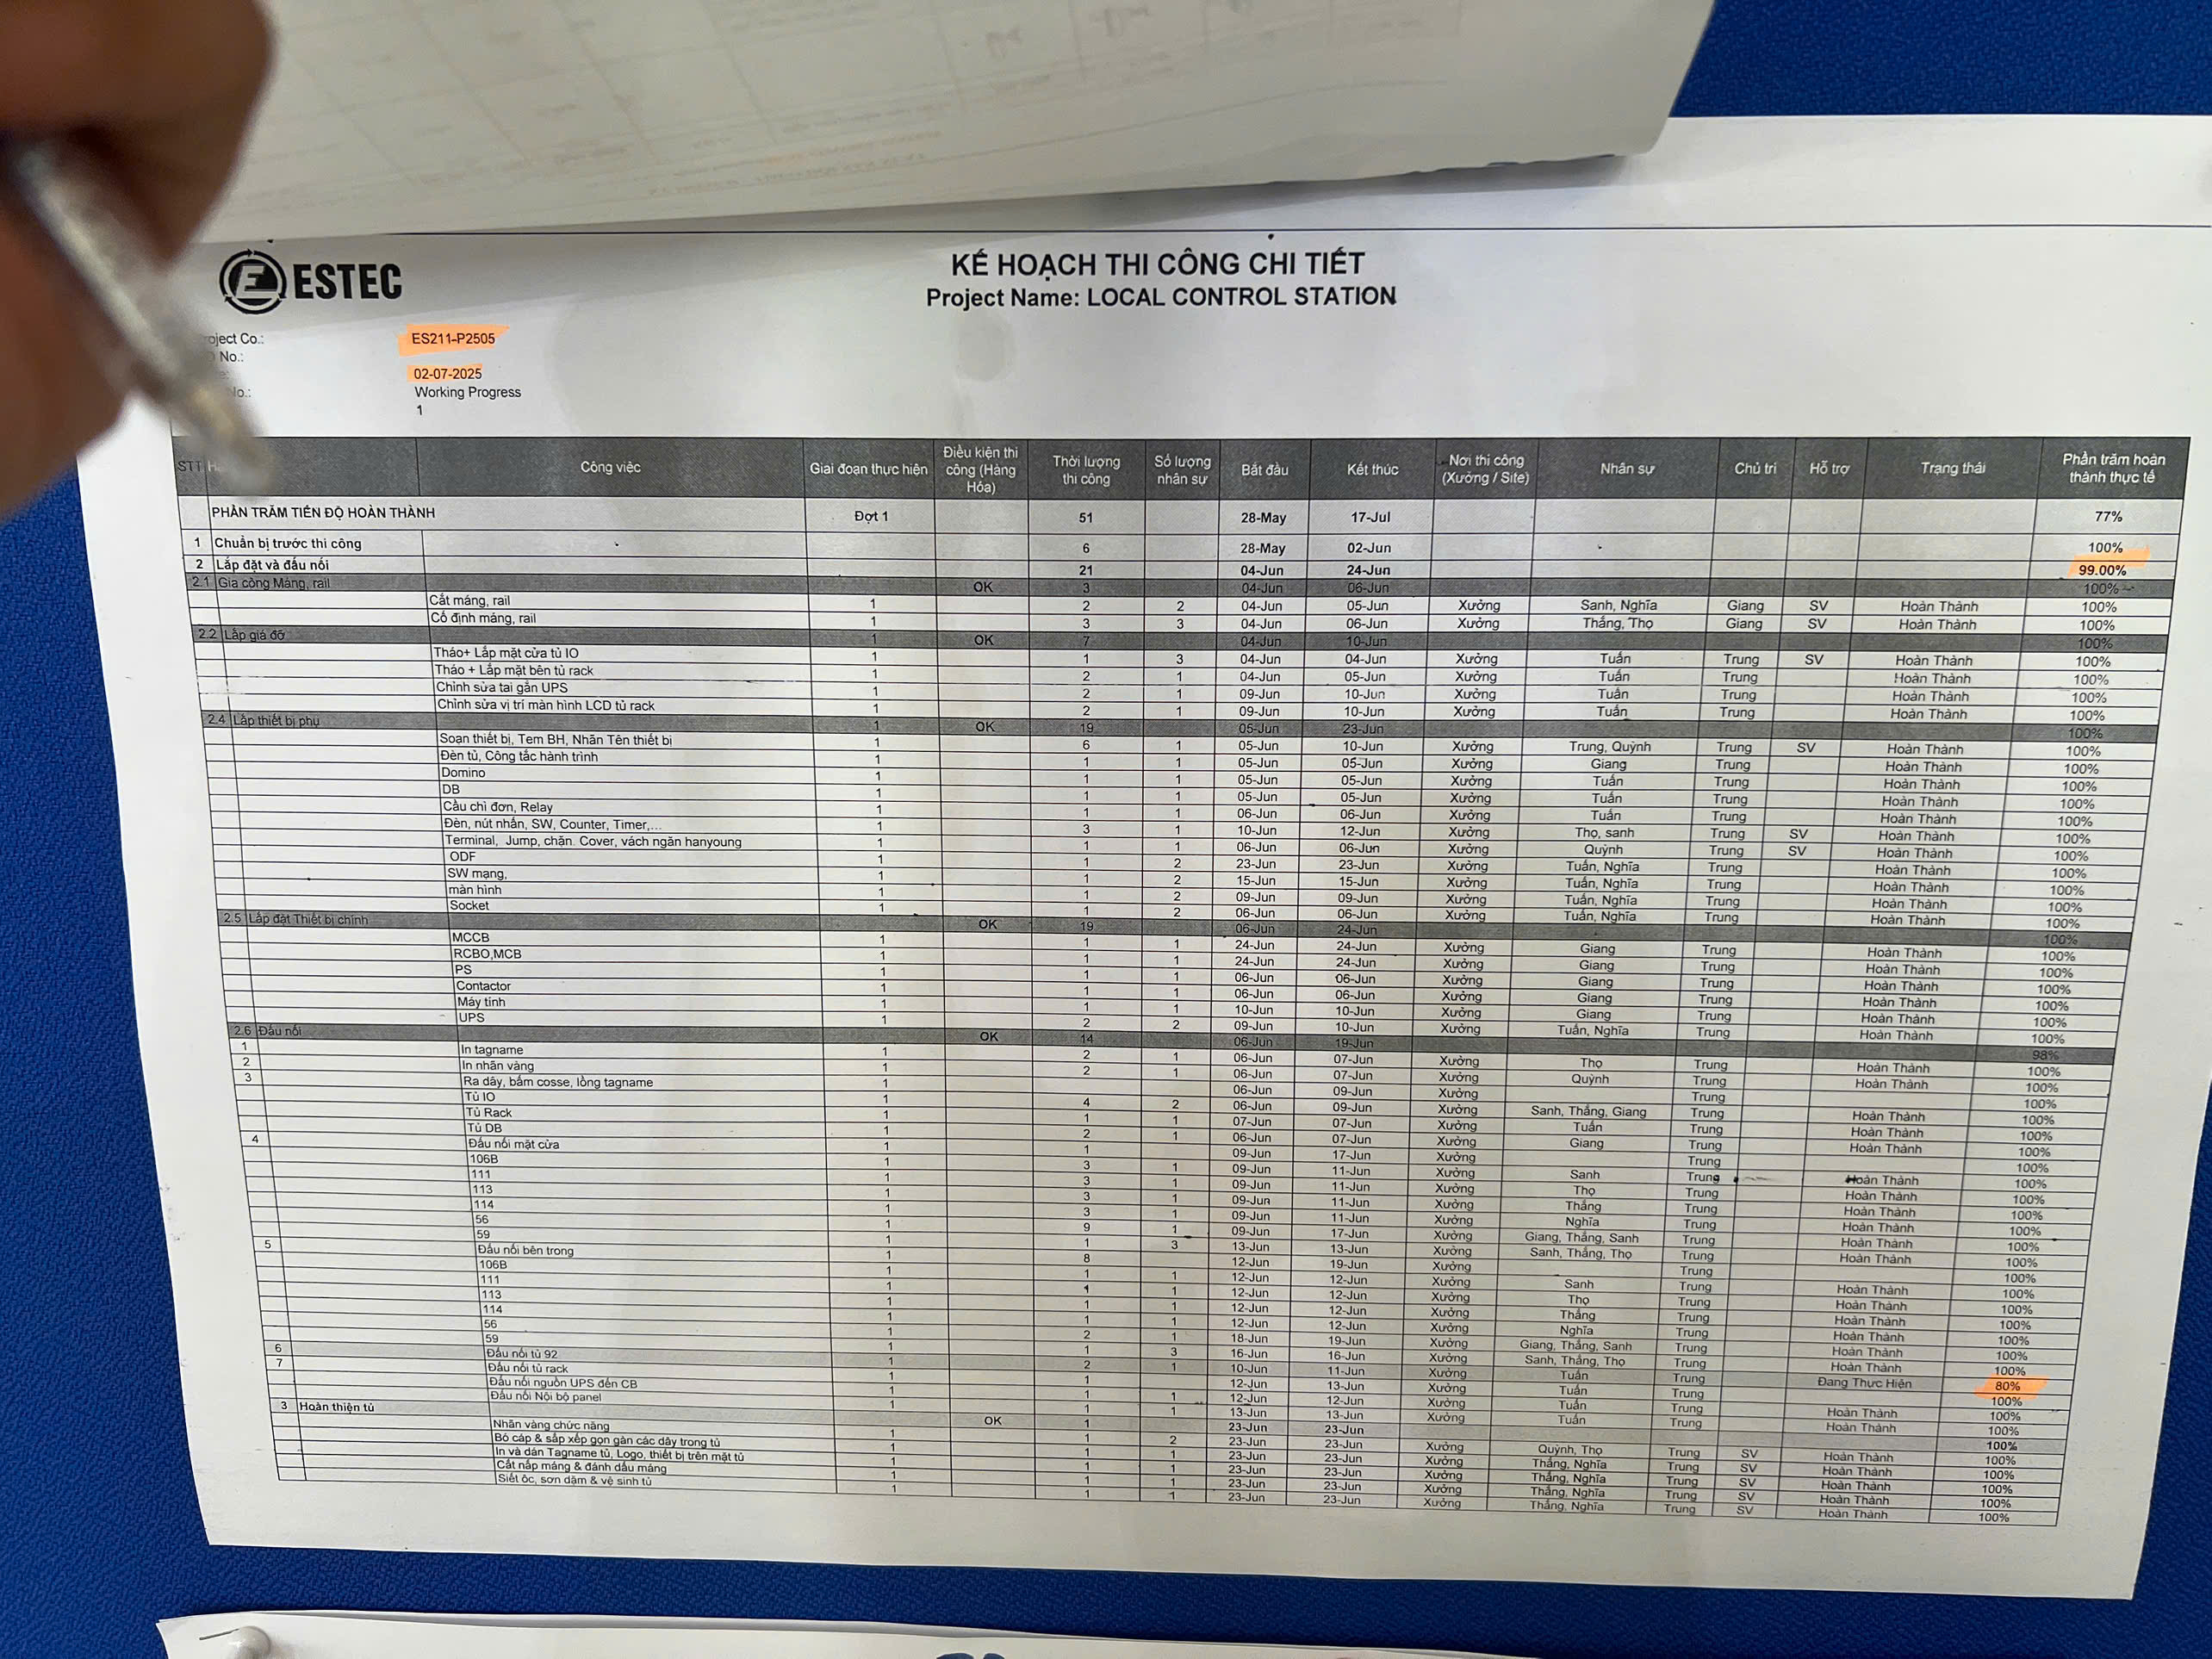 ESTEC
KẾ HOẠCH THI CÔNG CHI TIẾT
Project Name: LOCAL CONTROL STATION
oject Co.: ES211-P2505
No.:
02-07-2025
No.: Working Progress
1
STT Công việc Giai đoạn thực hiện Điều kiện thi công (Hàng Hóa) Thời lượng thi công Số lượng nhân sự Bắt đầu Kết thúc Nơi thi công (Xưởng / Site) Nhân sự Chủ trì Hỗ trợ Trạng thái Phần trăm hoàn thành thực tế
PHẦN TRĂM TIẾN ĐỘ HOÀN THÀNH Đợt 1 51 28-May 17-Jul 77%
1 Chuẩn bị trước thi công 6 28-May 02-Jun 100%
2 Lắp đặt và đấu nối 21 04-Jun 24-Jun 99.00%
2.1 Gia công Máng, rail OK 3 04-Jun 06-Jun 100%
Cắt máng, rail 1 2 2 04-Jun 05-Jun Xưởng Sanh, Nghĩa Giang SV Hoàn Thành 100%
Cố định máng, rail 1 3 3 04-Jun 06-Jun Xưởng Thắng, Thọ Giang SV Hoàn Thành 100%
2.2 Lắp giá đỡ 1 OK 7 04-Jun 10-Jun 100%
Tháo+ Lắp mặt cửa tủ IO 1 1 3 04-Jun 04-Jun Xưởng Tuấn Trung SV Hoàn Thành 100%
Tháo + Lắp mặt bên tủ rack 1 2 1 04-Jun 05-Jun Xưởng Tuấn Trung Hoàn Thành 100%
Chỉnh sửa tai gắn UPS 1 2 1 09-Jun 10-Jun Xưởng Tuấn Trung Hoàn Thành 100%
Chỉnh sửa vị trí màn hình LCD tủ rack 1 2 1 09-Jun 10-Jun Xưởng Tuấn Trung Hoàn Thành 100%
2.4 Lắp thiết bị phụ 1 OK 19 05-Jun 23-Jun 100%
Soạn thiết bị, Tem BH, Nhãn Tên thiết bị 1 6 1 05-Jun 10-Jun Xưởng Trung, Quỳnh Trung SV Hoàn Thành 100%
Đèn tủ, Công tắc hành trình 1 1 1 05-Jun 05-Jun Xưởng Giang Trung Hoàn Thành 100%
Domino 1 1 1 05-Jun 05-Jun Xưởng Tuấn Trung Hoàn Thành 100%
DB 1 1 1 05-Jun 05-Jun Xưởng Tuấn Trung Hoàn Thành 100%
Cầu chì đơn, Relay 1 1 1 06-Jun 06-Jun Xưởng Tuấn Trung Hoàn Thành 100%
Đèn, nút nhấn, SW, Counter, Timer,... 1 3 1 10-Jun 12-Jun Xưởng Thọ, sanh Trung SV Hoàn Thành 100%
Terminal, Jump, chặn. Cover, vách ngăn hanyoung 1 1 1 06-Jun 06-Jun Xưởng Quỳnh Trung SV Hoàn Thành 100%
ODF 1 1 2 23-Jun 23-Jun Xưởng Tuấn, Nghĩa Trung Hoàn Thành 100%
SW mạng, 1 1 2 15-Jun 15-Jun Xưởng Tuấn, Nghĩa Trung Hoàn Thành 100%
màn hình 1 1 2 09-Jun 09-Jun Xưởng Tuấn, Nghĩa Trung Hoàn Thành 100%
Socket 1 1 2 06-Jun 06-Jun Xưởng Tuấn, Nghĩa Trung Hoàn Thành 100%
2.5 Lắp đặt Thiết bị chính OK 19 06-Jun 24-Jun 100%
MCCB 1 1 1 24-Jun 24-Jun Xưởng Giang Trung Hoàn Thành 100%
RCBO,MCB 1 1 1 24-Jun 24-Jun Xưởng Giang Trung Hoàn Thành 100%
PS 1 1 1 06-Jun 06-Jun Xưởng Giang Trung Hoàn Thành 100%
Contactor 1 1 1 06-Jun 06-Jun Xưởng Giang Trung Hoàn Thành 100%
Máy tính 1 1 1 10-Jun 10-Jun Xưởng Giang Trung Hoàn Thành 100%
UPS 1 2 2 09-Jun 10-Jun Xưởng Tuấn, Nghĩa Trung Hoàn Thành 100%
2.6 Đấu nối OK 14 06-Jun 19-Jun 98%
1 In tagname 1 2 1 06-Jun 07-Jun Xưởng Thọ Trung Hoàn Thành 100%
2 In nhãn vàng 1 2 1 06-Jun 07-Jun Xưởng Quỳnh Trung Hoàn Thành 100%
3 Ra dây, bấm cosse, lồng tagname 1 06-Jun 09-Jun Xưởng Trung 100%
Tủ IO 1 4 2 06-Jun 09-Jun Xưởng Sanh, Thắng, Giang Trung Hoàn Thành 100%
Tủ Rack 1 1 1 07-Jun 07-Jun Xưởng Tuấn Trung Hoàn Thành 100%
Tủ DB 1 2 1 06-Jun 07-Jun Xưởng Giang Trung Hoàn Thành 100%
4 Đấu nối mặt cửa 1 1 09-Jun 17-Jun Xưởng Trung 100%
106B 1 3 1 09-Jun 11-Jun Xưởng Sanh Trung Hoàn Thành 100%
111 1 3 1 09-Jun 11-Jun Xưởng Thọ Trung Hoàn Thành 100%
113 1 3 1 09-Jun 11-Jun Xưởng Thắng Trung Hoàn Thành 100%
114 1 3 1 09-Jun 11-Jun Xưởng Nghĩa Trung Hoàn Thành 100%
56 1 9 1 09-Jun 17-Jun Xưởng Giang, Thắng, Sanh Trung Hoàn Thành 100%
59 1 1 3 13-Jun 13-Jun Xưởng Sanh, Thắng, Thọ Trung Hoàn Thành 100%
5 Đấu nối bên trong 1 8 12-Jun 19-Jun Xưởng Trung 100%
106B 1 1 1 12-Jun 12-Jun Xưởng Sanh Trung Hoàn Thành 100%
111 1 1 1 12-Jun 12-Jun Xưởng Thọ Trung Hoàn Thành 100%
113 1 1 1 12-Jun 12-Jun Xưởng Thắng Trung Hoàn Thành 100%
114 1 1 1 12-Jun 12-Jun Xưởng Nghĩa Trung Hoàn Thành 100%
56 1 2 1 18-Jun 19-Jun Xưởng Giang, Thắng, Sanh Trung Hoàn Thành 100%
59 1 1 3 16-Jun 16-Jun Xưởng Sanh, Thắng, Thọ Trung Hoàn Thành 100%
6 Đấu nối tủ 92 1 2 1 10-Jun 11-Jun Xưởng Tuấn Trung Đang Thực Hiện 80%
7 Đấu nối tủ rack 1 1 12-Jun 13-Jun Xưởng Tuấn Trung 100%
Đấu nối nguồn UPS đến CB 1 1 1 12-Jun 12-Jun Xưởng Tuấn Trung Hoàn Thành 100%
Đấu nối Nội bộ panel 1 1 1 13-Jun 13-Jun Xưởng Tuấn Trung Hoàn Thành 100%
3 Hoàn thiện tủ OK 1 23-Jun 23-Jun 100%
Nhãn vàng chức năng 1 1 2 23-Jun 23-Jun Xưởng Quỳnh, Thọ Trung SV Hoàn Thành 100%
Bó cáp & sắp xếp gọn gàn các dây trong tủ 1 1 1 23-Jun 23-Jun Xưởng Thắng, Nghĩa Trung SV Hoàn Thành 100%
In và dán Tagname tủ, Logo, thiết bị trên mặt tủ 1 1 1 23-Jun 23-Jun Xưởng Thắng, Nghĩa Trung SV Hoàn Thành 100%
Cắt nắp máng & đánh dấu máng 1 1 1 23-Jun 23-Jun Xưởng Thắng, Nghĩa Trung SV Hoàn Thành 100%
Siết ốc, sơn dặm & vệ sinh tủ 1 1 1 23-Jun 23-Jun Xưởng Thắng, Nghĩa Trung SV Hoàn Thành 100%